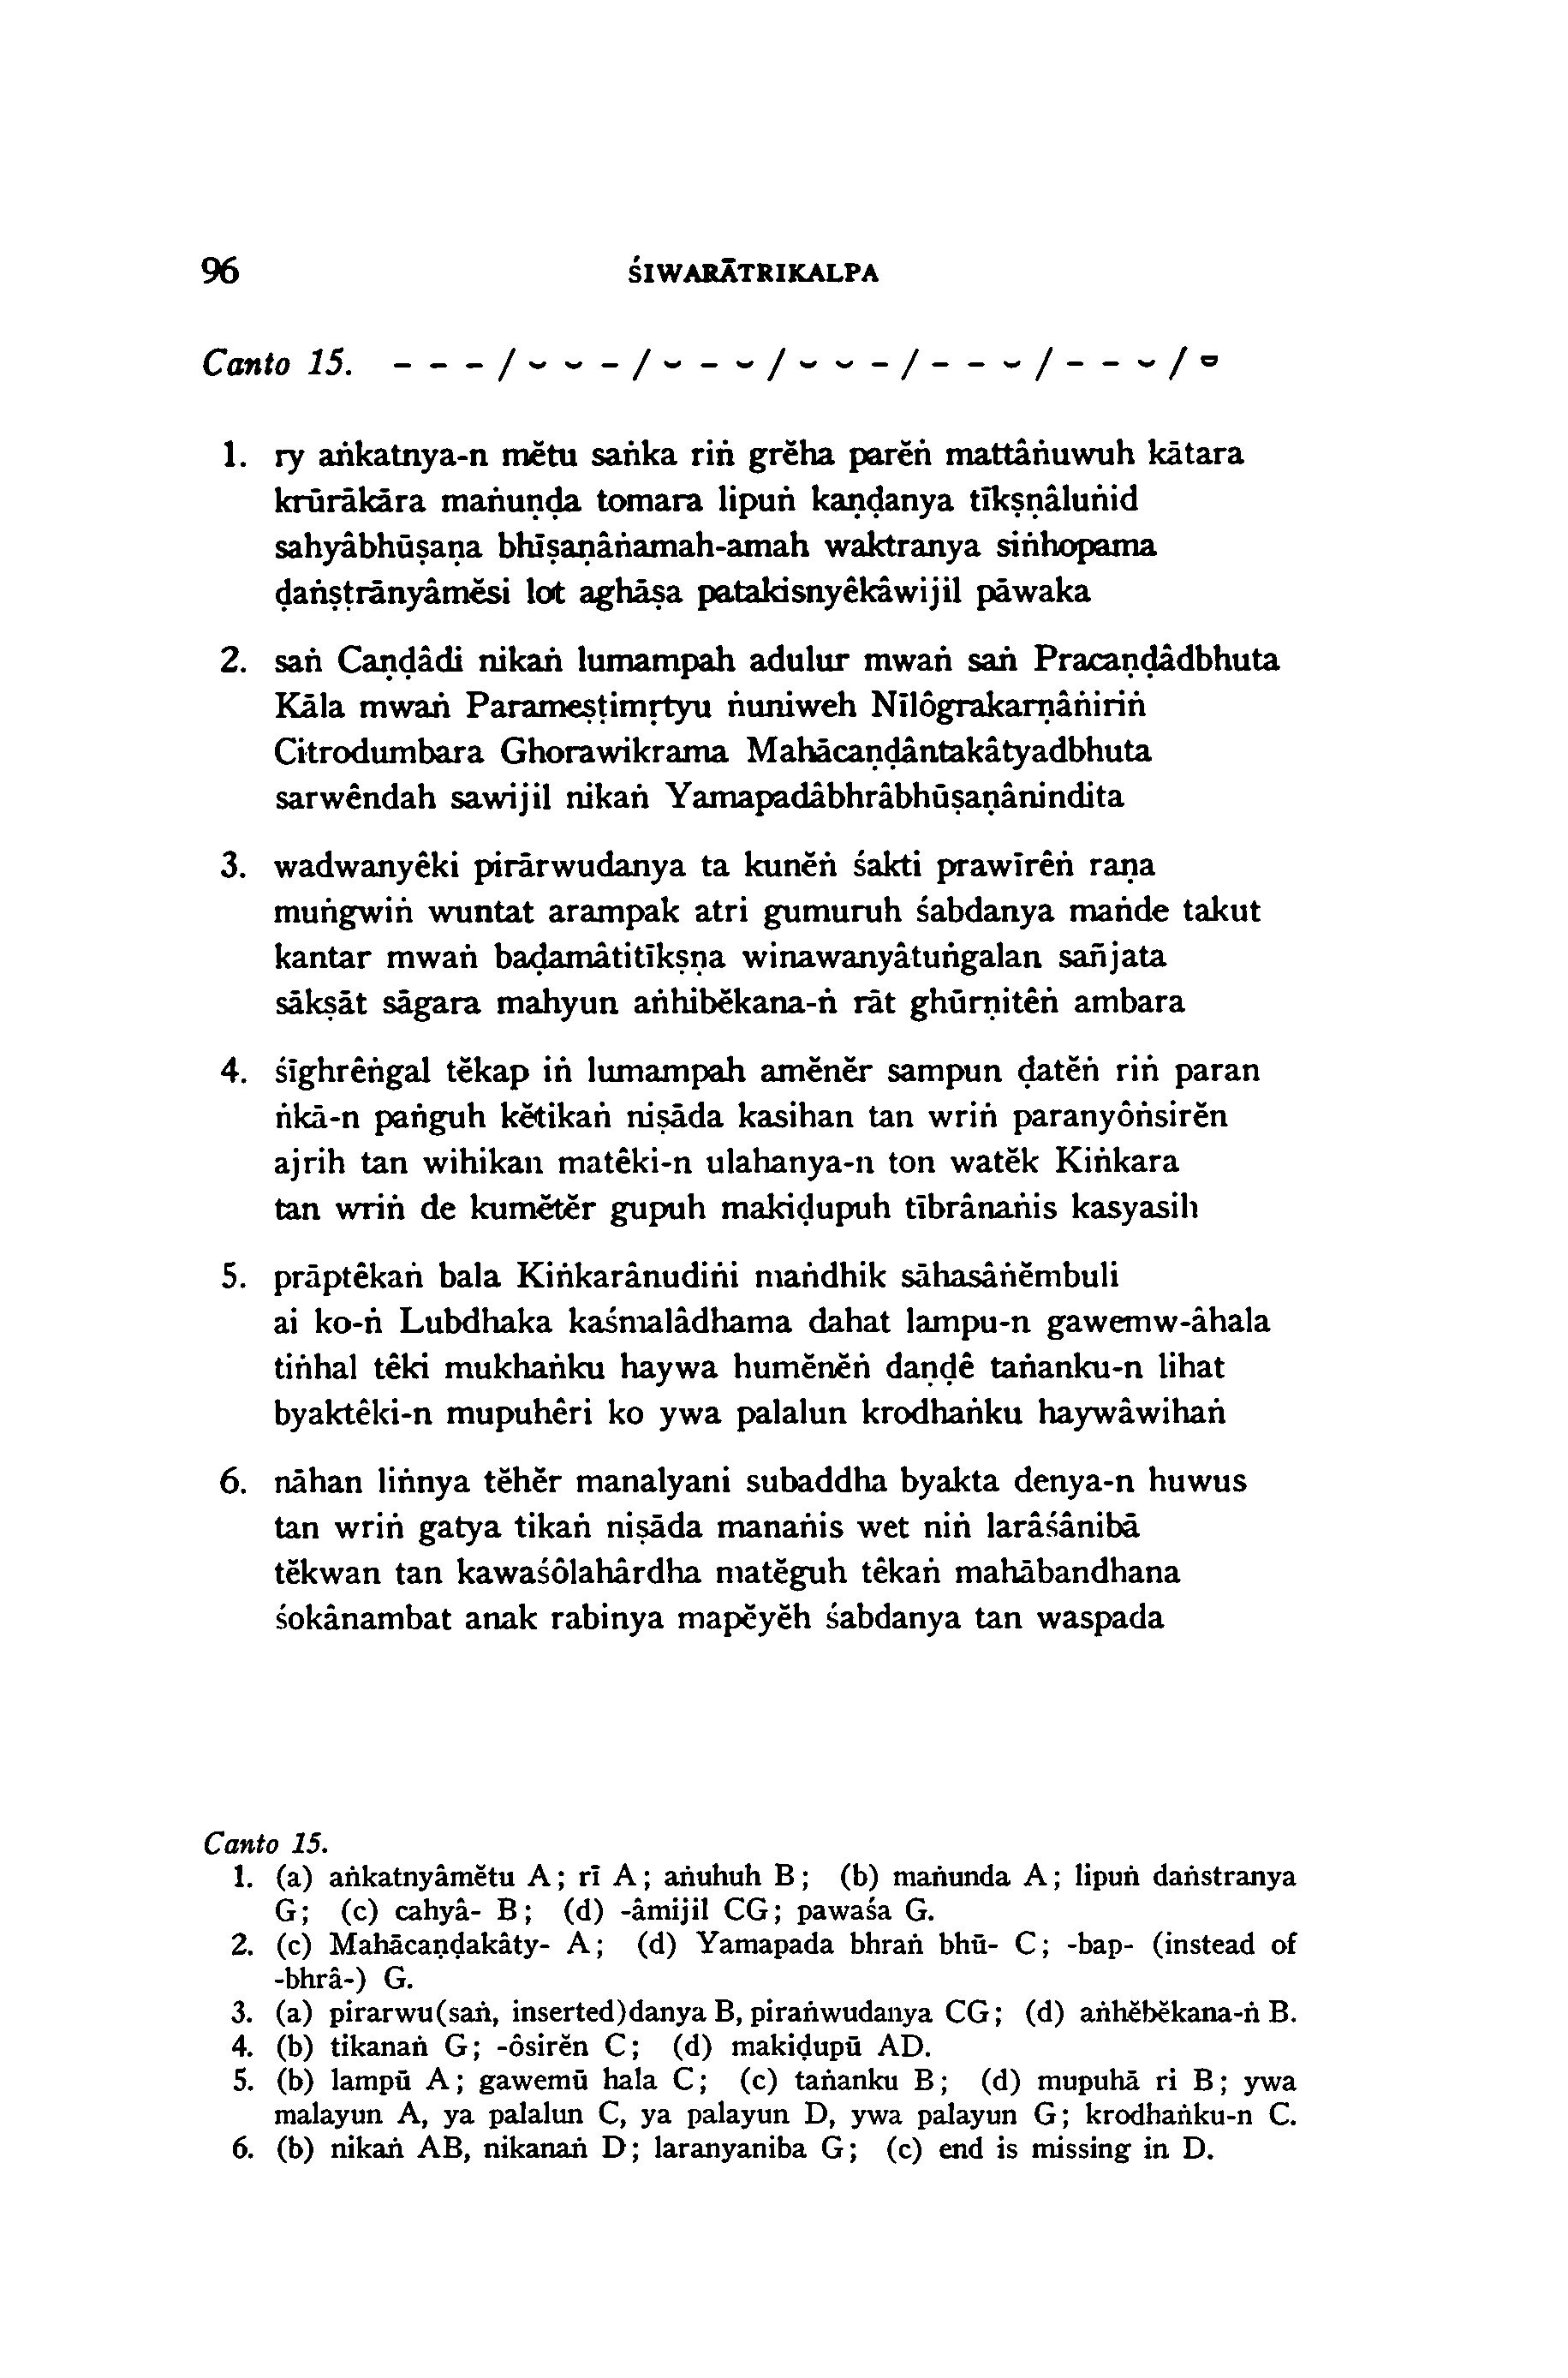 96 ŚIWARĀTRIKALPA
Canto 15. - - - / ⏑ ⏑ - / ⏑ - ⏑ / ⏑ ⏑ - / - - ⏑ / - - ⏑ / ⏓
1. ry aṅkatnya-n mĕtu saṅka riṅ grĕha parĕṅ mattâṅuwuh kātara
krūrākāra maṅuṇḍa tomara lipuṅ kaṇḍanya tīkṣṇâluṅid
sahyâbhūṣaṇa bhīṣaṇâṅamah-amah waktranya siṅhopama
ḍaṅṣṭrānyâmĕsi lot aghāṣa patakisnyêkâwijil pāwaka
2. saṅ Caṇḍâdi nikaṅ lumampah adulur mwaṅ saṅ Pracaṇḍâdbhuta
Kāla mwaṅ Parameṣṭimṛtyu ṅuniweh Nīlôgrakarṇâṅiriṅ
Citrodumbara Ghorawikrama Mahācaṇḍântakâtyadbhuta
sarwêndah sawijil nikaṅ Yamapadâbhrâbhūṣaṇânindita
3. wadwanyêki pirārwudanya ta kunĕṅ śakti prawīrêṅ raṇa
muṅgwiṅ wuntat arampak atri gumuruh śabdanya maṅde takut
kantar mwaṅ baḍamâtitīkṣṇa winawanyâtuṅgalan sañjata
sākṣāt sāgara mahyun aṅhibĕkana-ṅ rāt ghūrṇitêṅ ambara
4. śīghrêṅgal tĕkap iṅ lumampah amĕnĕr sampun ḍatĕṅ riṅ paran
ṅkā-n paṅguh kĕtikaṅ niṣāda kasihan tan wriṅ paranyôṅsirĕn
ajrih tan wihikan matêki-n ulahanya-n ton watĕk Kiṅkara
tan wriṅ de kumĕtĕr gupuh makiḍupuh tībrânaṅis kasyasih
5. prāptêkaṅ bala Kiṅkarânudiṅi maṅdhik sāhasâṅĕmbuli
ai ko-ṅ Lubdhaka kaśmalâdhama dahat lampu-n gawemw-âhala
tiṅhal têki mukhaṅku haywa humĕnĕṅ daṇḍê taṅanku-n lihat
byaktêki-n mupuhêri ko ywa palalun krodhaṅku haywâwihaṅ
6. nāhan liṅnya tĕhĕr manalyani subaddha byakta denya-n huwus
tan wriṅ gatya tikaṅ niṣāda manaṅis wet niṅ larâśânibā
tĕkwan tan kawaśôlahârdha matĕguh têkaṅ mahābandhana
śokânambat anak rabinya mapĕyĕh śabdanya tan waspada
Canto 15.
1. (a) aṅkatnyâmĕtu A; rī A; aṅuhuh B; (b) maṅunda A; lipuṅ daṅstranya
G; (c) cahyâ- B; (d) -âmijil CG; pawaśa G.
2. (c) Mahācaṇḍakâty- A; (d) Yamapada bhraṅ bhū- C; -bap- (instead of
-bhrâ-) G.
3. (a) pirarwu(saṅ, inserted)danya B, piraṅwudanya CG; (d) aṅhĕbĕkana-ṅ B.
4. (b) tikanaṅ G; -ôsirĕn C; (d) makiḍupū AD.
5. (b) lampū A; gawemū hala C; (c) taṅanku B; (d) mupuhā ri B; ywa
malayun A, ya palalun C, ya palayun D, ywa palayun G; krodhaṅku-n C.
6. (b) nikaṅ AB, nikanaṅ D; laranyaniba G; (c) end is missing in D.